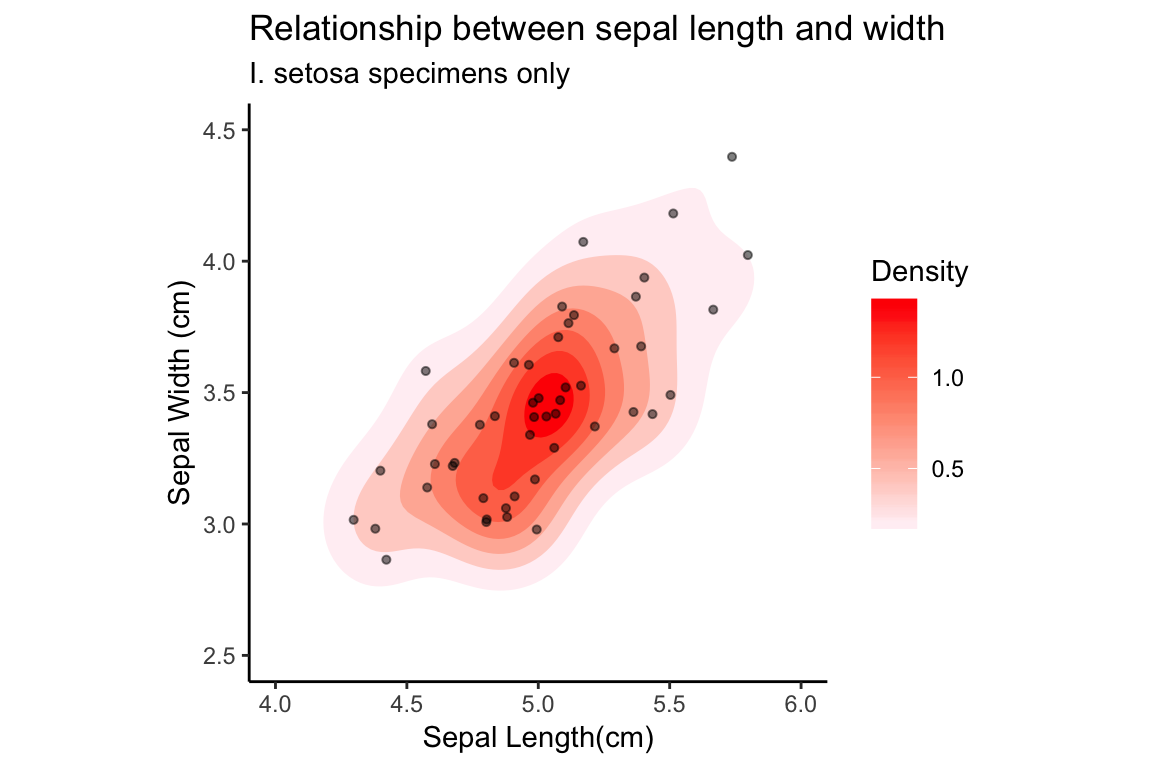 Relationship between sepal length and width
I. setosa specimens only
4.5
4.0
3.5
3.0
2.5
Sepal Width (cm)
4.0 4.5 5.0 5.5 6.0
Sepal Length(cm)
Density
1.0
0.5